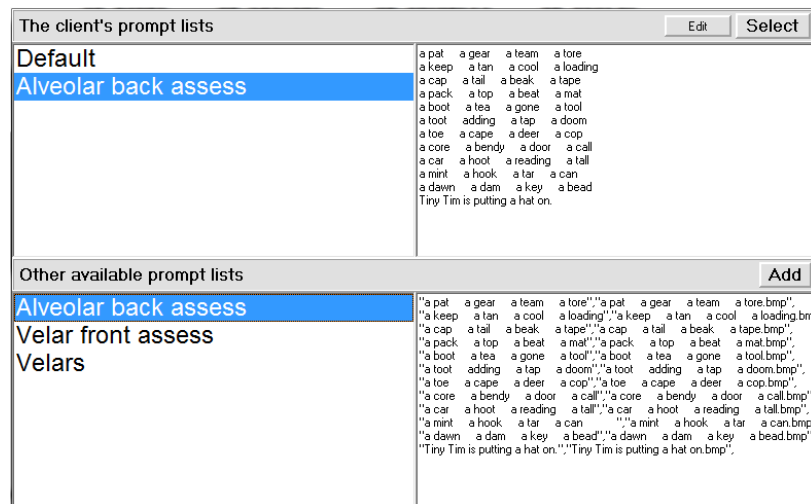 The client's prompt lists Edit Select
Default
Alveolar back assess
a pat a gear a team a tore
a keep a tan a cool a loading
a cap a tail a beak a tape
a pack a top a beat a mat
a boot a tea a gone a tool
a toot adding a tap a doom
a toe a cape a deer a cop
a core a bendy a door a call
a car a hoot a reading a tall
a mint a hook a tar a can
a dawn a dam a key a bead
Tiny Tim is putting a hat on.
Other available prompt lists Add
Alveolar back assess
Velar front assess
Velars
"a pat a gear a team a tore","a pat a gear a team a tore.bmp",
"a keep a tan a cool a loading","a keep a tan a cool a loading.bm
"a cap a tail a beak a tape","a cap a tail a beak a tape.bmp",
"a pack a top a beat a mat","a pack a top a beat a mat.bmp",
"a boot a tea a gone a tool","a boot a tea a gone a tool.bmp",
"a toot adding a tap a doom","a toot adding a tap a doom.bmp",
"a toe a cape a deer a cop","a toe a cape a deer a cop.bmp",
"a core a bendy a door a call","a core a bendy a door a call.bmp"
"a car a hoot a reading a tall","a car a hoot a reading a tall.bmp",
"a mint a hook a tar a can ","a mint a hook a tar a can.bmp
"a dawn a dam a key a bead","a dawn a dam a key a bead.bmp
"Tiny Tim is putting a hat on.","Tiny Tim is putting a hat on.bmp",